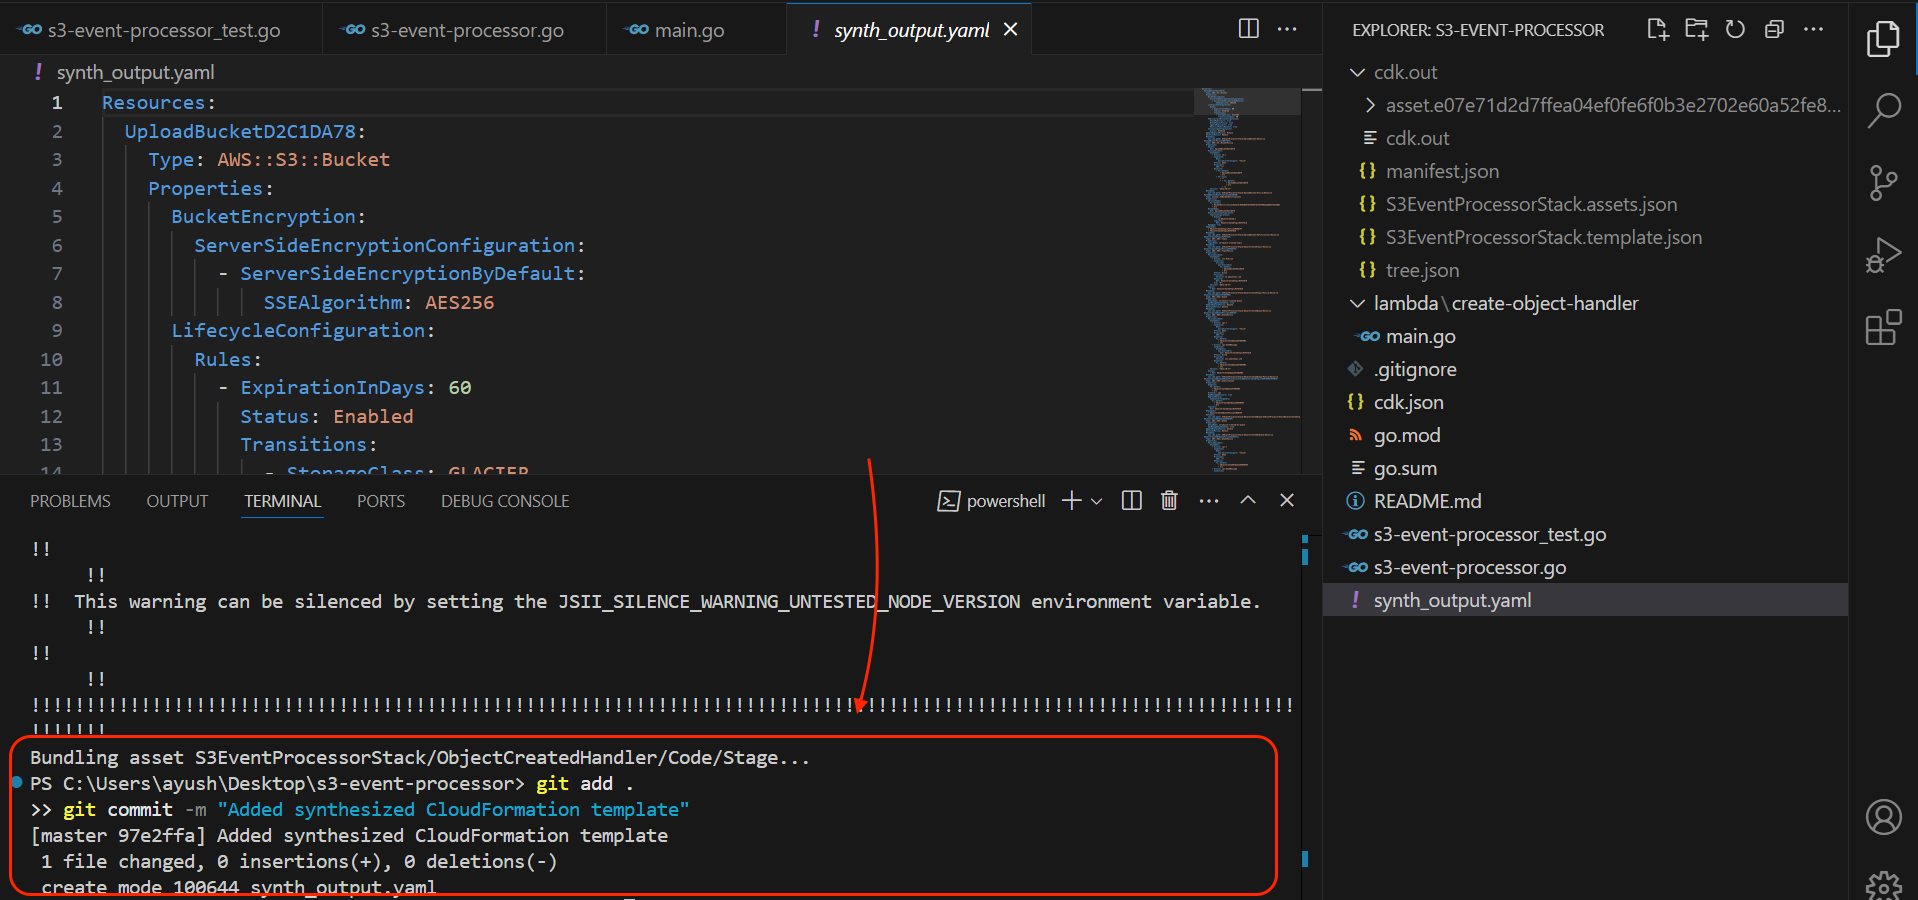 s3-event-processor_test.go
s3-event-processor.go
main.go
! synth_output.yaml
! synth_output.yaml
1 Resources:
2 UploadBucketD2C1DA78:
3 Type: AWS::S3::Bucket
4 Properties:
5 BucketEncryption:
6 ServerSideEncryptionConfiguration:
7 - ServerSideEncryptionByDefault:
8 SSEAlgorithm: AES256
9 LifecycleConfiguration:
10 Rules:
11 - ExpirationInDays: 60
12 Status: Enabled
13 Transitions:
14 - StorageClass: GLACIER
PROBLEMS OUTPUT TERMINAL PORTS DEBUG CONSOLE
powershell
!!
!!
!! This warning can be silenced by setting the JSII_SILENCE_WARNING_UNTESTED_NODE_VERSION environment variable.
!!
!!
!!
!!!!!!!!!!!!!!!!!!!!!!!!!!!!!!!!!!!!!!!!!!!!!!!!!!!!!!!!!!!!!!!!!!!!!!!!!!!!!!!!!!!!!!!!!!!!!!!!!!!!!!!!!!!!!!!!!!!
!!!!!!!
Bundling asset S3EventProcessorStack/ObjectCreatedHandler/Code/Stage...
PS C:\Users\ayush\Desktop\s3-event-processor> git add .
>> git commit -m "Added synthesized CloudFormation template"
[master 97e2ffa] Added synthesized CloudFormation template
1 file changed, 0 insertions(+), 0 deletions(-)
create mode 100644 synth_output.yaml
EXPLORER: S3-EVENT-PROCESSOR
cdk.out
asset.e07e71d2d7ffea04ef0fe6f0b3e2702e60a52fe8...
cdk.out
{} manifest.json
{} S3EventProcessorStack.assets.json
{} S3EventProcessorStack.template.json
{} tree.json
lambda\create-object-handler
main.go
.gitignore
{} cdk.json
go.mod
go.sum
README.md
s3-event-processor_test.go
s3-event-processor.go
! synth_output.yaml